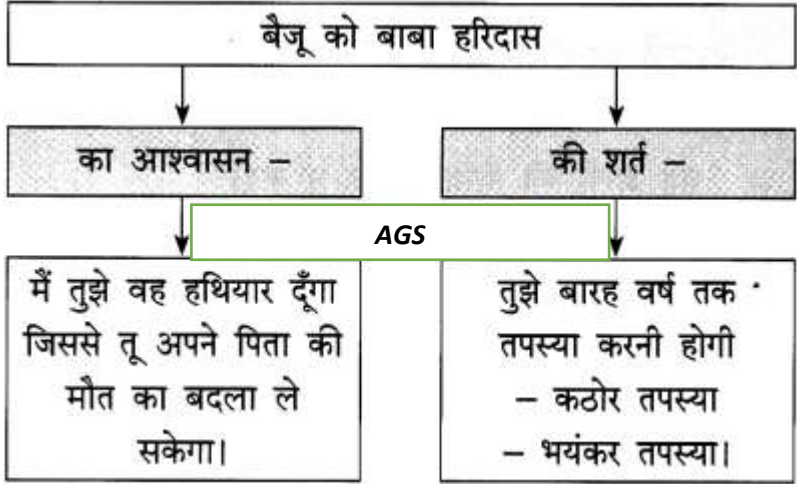 बैजू को बाबा हरिदास
का आश्वासन –
की शर्त –
AGS
मैं तुझे वह हथियार दूँगा
जिससे तू अपने पिता की
मौत का बदला ले
सकेगा।
तुझे बारह वर्ष तक
तपस्या करनी होगी
– कठोर तपस्या
– भयंकर तपस्या।